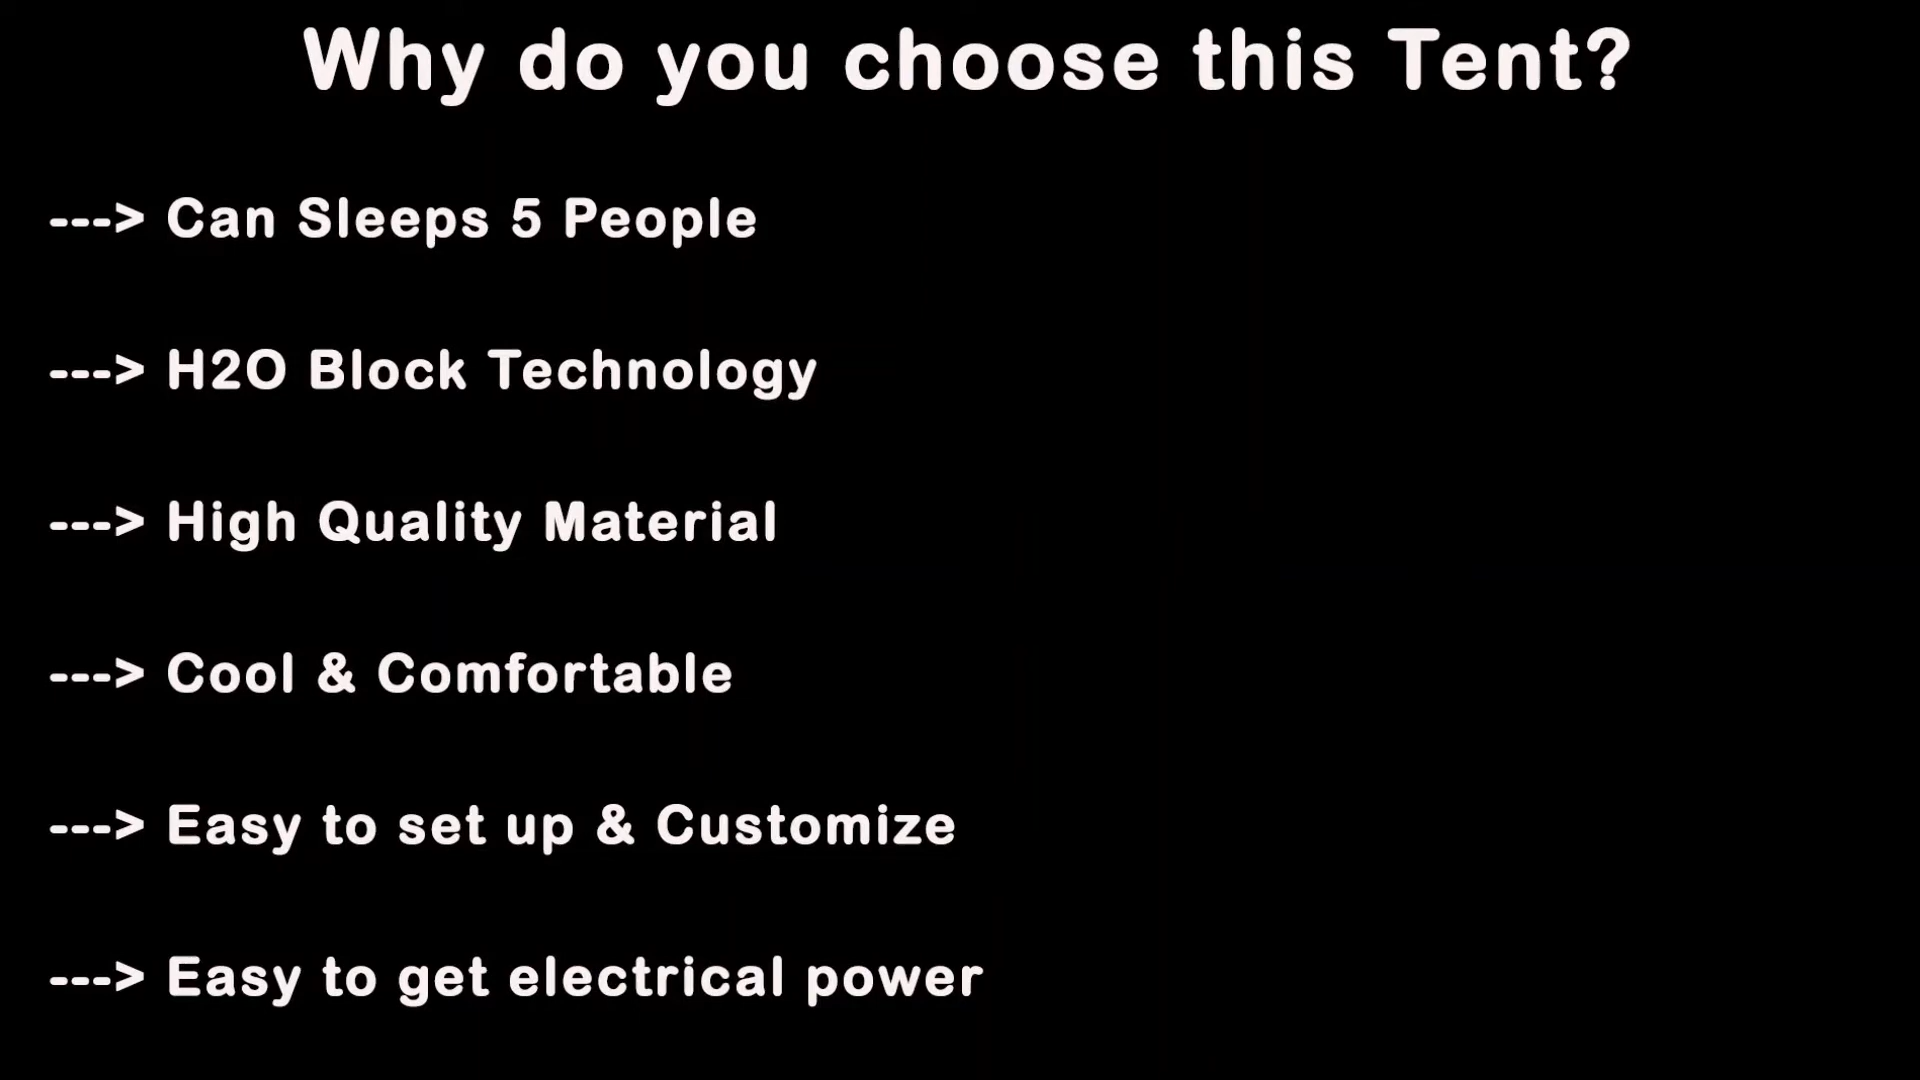 Why do you choose this Tent?
---> Can Sleeps 5 People
---> H2O Block Technology
---> High Quality Material
---> Cool & Comfortable
---> Easy to set up & Customize
---> Easy to get electrical power